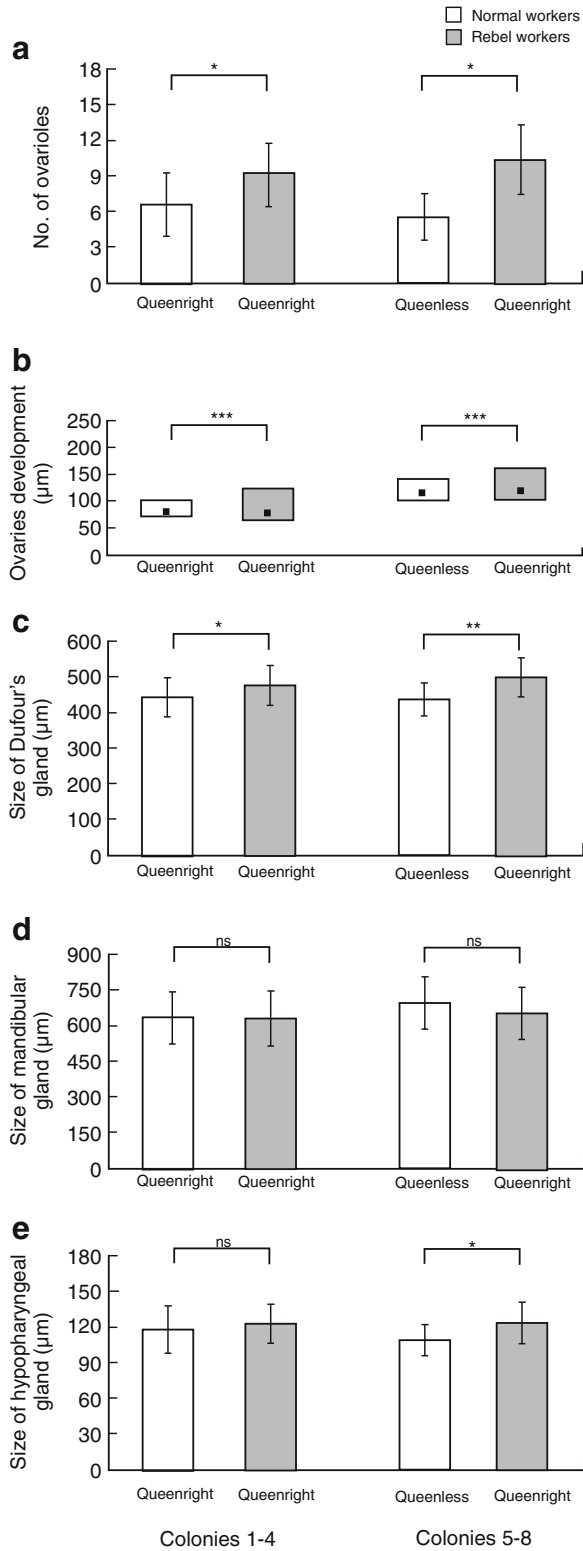 Normal workers
Rebel workers
a
No. of ovarioles
18
15
12
9
6
3
0
*
*
Queenright Queenright Queenless Queenright
b
Ovaries development
(µm)
250
200
150
100
50
0
***
***
Queenright Queenright Queenless Queenright
c
Size of Dufour's
gland (µm)
600
500
400
300
200
100
0
*
**
Queenright Queenright Queenless Queenright
d
Size of mandibular
gland (µm)
900
750
600
450
300
150
0
ns
ns
Queenright Queenright Queenless Queenright
e
Size of hypopharyngeal
gland (µm)
180
150
120
90
60
30
0
ns
*
Queenright Queenright Queenless Queenright
Colonies 1-4 Colonies 5-8